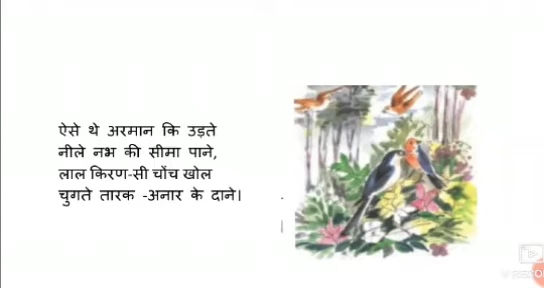 ऐसे थे अरमान कि उड़ते
नीले नभ की सीमा पाने,
लाल किरण-सी चोंच खोल
चुगते तारक -अनार के दाने।